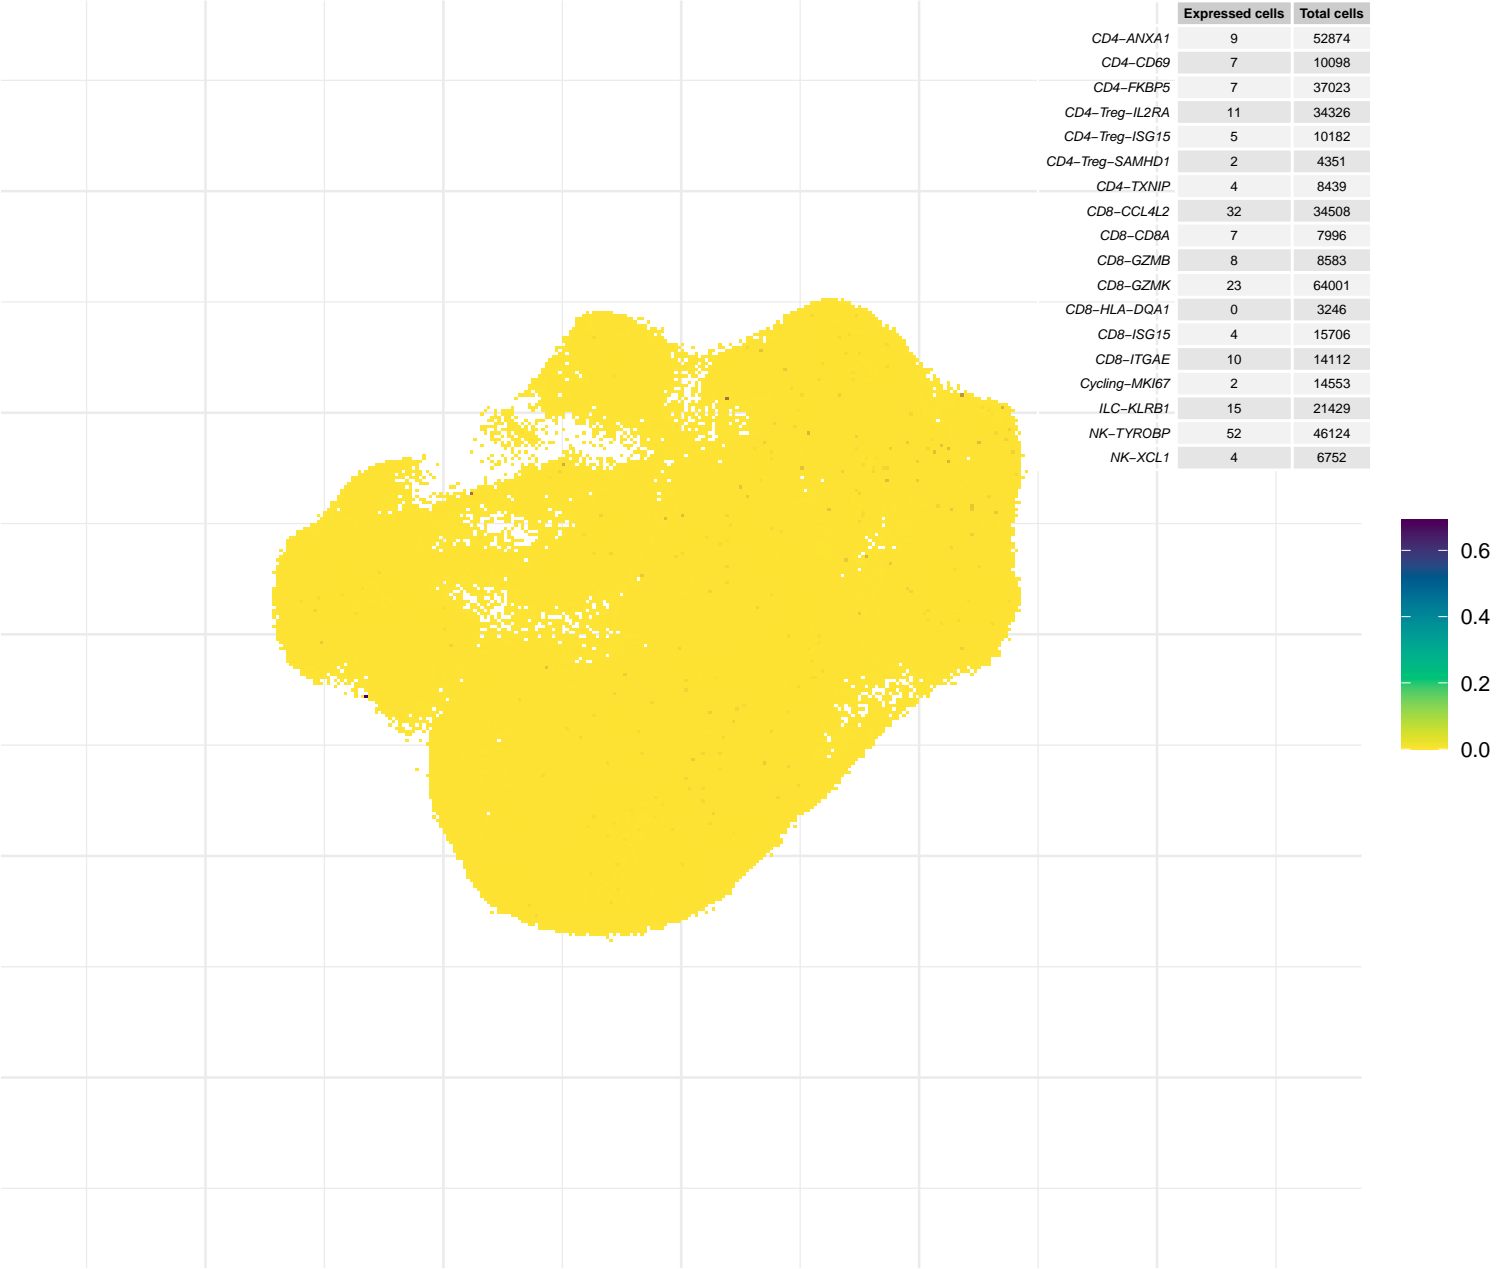 Expressed cells Total cells
CD4−ANXA1 9 52874
CD4−CD69 7 10098
CD4−FKBP5 7 37023
CD4−Treg−IL2RA 11 34326
CD4−Treg−ISG15 5 10182
CD4−Treg−SAMHD1 2 4351
CD4−TXNIP 4 8439
CD8−CCL4L2 32 34508
CD8−CD8A 7 7996
CD8−GZMB 8 8583
CD8−GZMK 23 64001
CD8−HLA−DQA1 0 3246
CD8−ISG15 4 15706
CD8−ITGAE 10 14112
Cycling−MKI67 2 14553
ILC−KLRB1 15 21429
NK−TYROBP 52 46124
NK−XCL1 4 6752
0.6
0.4
0.2
0.0